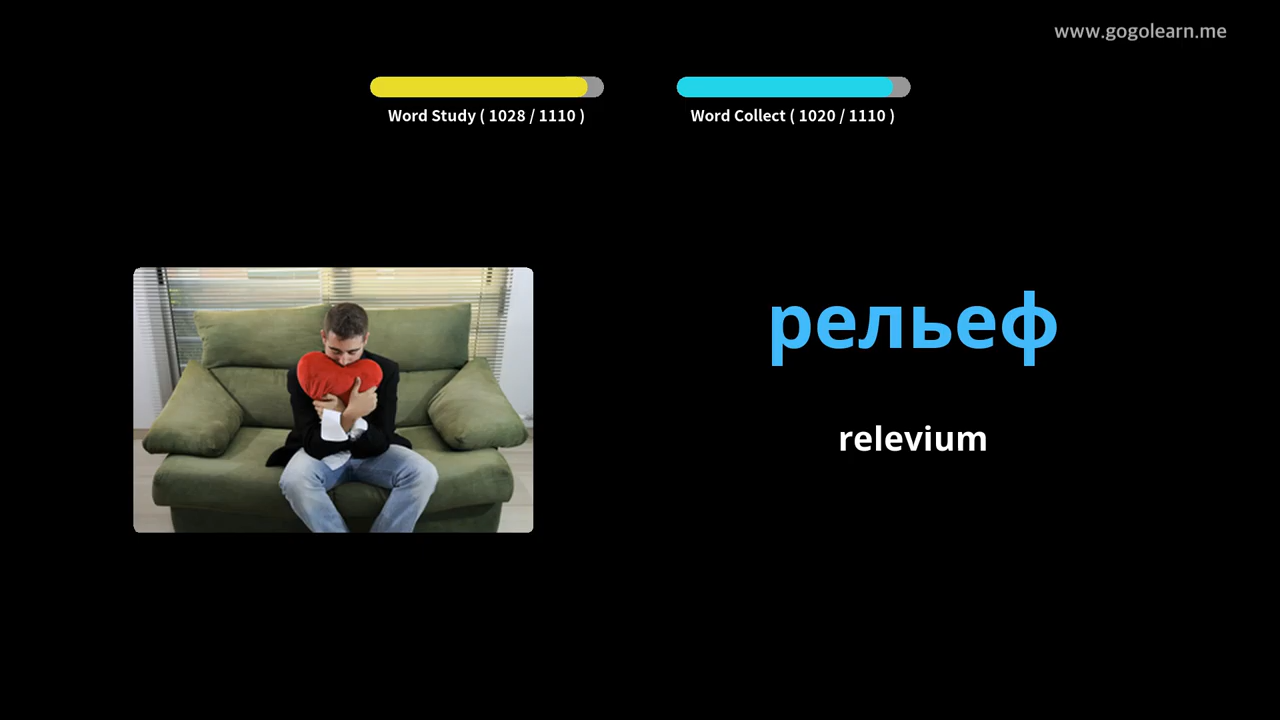 www.gogolearn.me
Word Study ( 1028 / 1110 )
Word Collect ( 1020 / 1110 )
рельеф
relevium